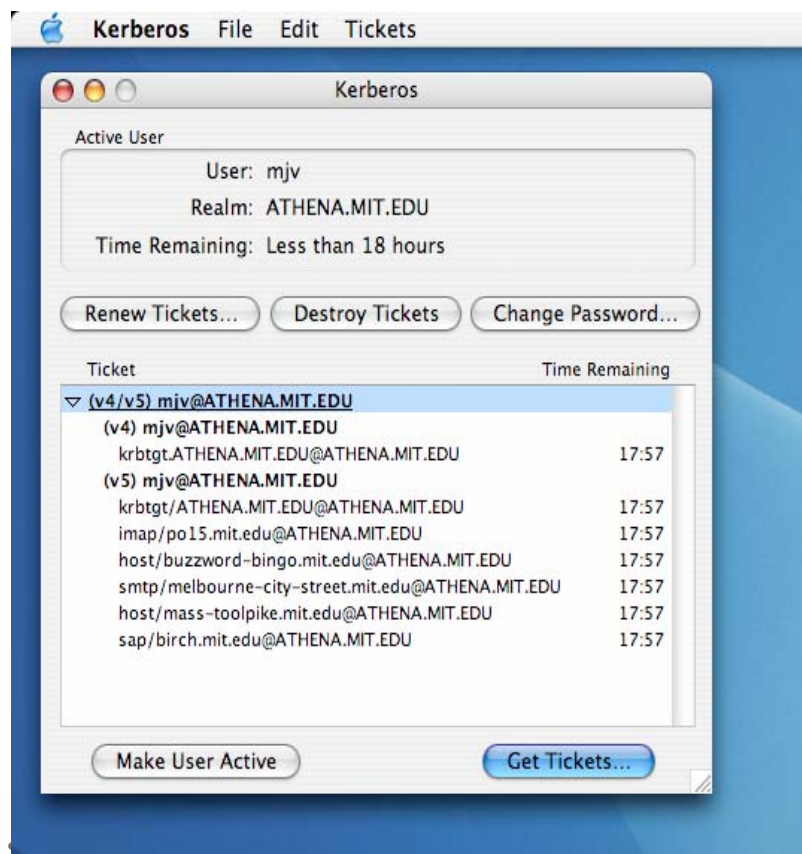 Kerberos File Edit Tickets
Kerberos
Active User
User: mjv
Realm: ATHENA.MIT.EDU
Time Remaining: Less than 18 hours
Renew Tickets... Destroy Tickets Change Password...
Ticket Time Remaining
(v4/v5) mjv@ATHENA.MIT.EDU
(v4) mjv@ATHENA.MIT.EDU
krbtgt.ATHENA.MIT.EDU@ATHENA.MIT.EDU 17:57
(v5) mjv@ATHENA.MIT.EDU
krbtgt/ATHENA.MIT.EDU@ATHENA.MIT.EDU 17:57
imap/po15.mit.edu@ATHENA.MIT.EDU 17:57
host/buzzword-bingo.mit.edu@ATHENA.MIT.EDU 17:57
smtp/melbourne-city-street.mit.edu@ATHENA.MIT.EDU 17:57
host/mass-toolpike.mit.edu@ATHENA.MIT.EDU 17:57
sap/birch.mit.edu@ATHENA.MIT.EDU 17:57
Make User Active Get Tickets...